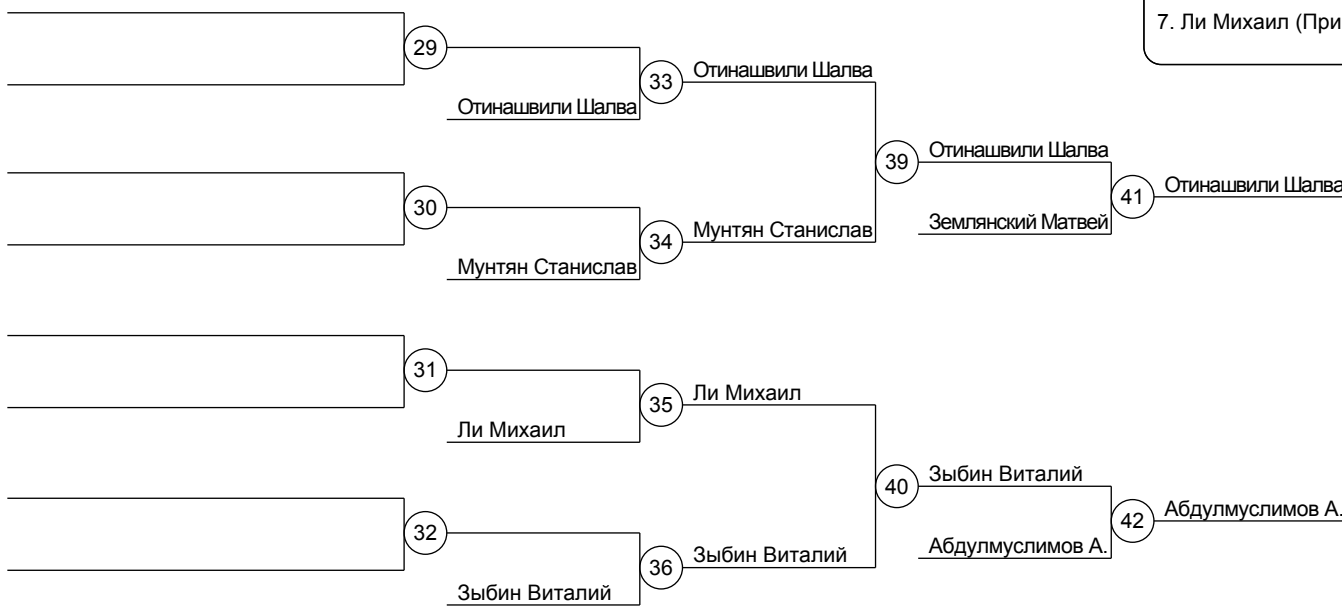 7. Ли Михаил (При
29
33
Отинашвили Шалва
Отинашвили Шалва
39
Отинашвили Шалва
41
Отинашвили Шалва
30
34
Мунтян Станислав
Землянский Матвей
Мунтян Станислав
31
35
Ли Михаил
Ли Михаил
40
Зыбин Виталий
42
Абдулмуслимов А.
32
36
Зыбин Виталий
Абдулмуслимов А.
Зыбин Виталий